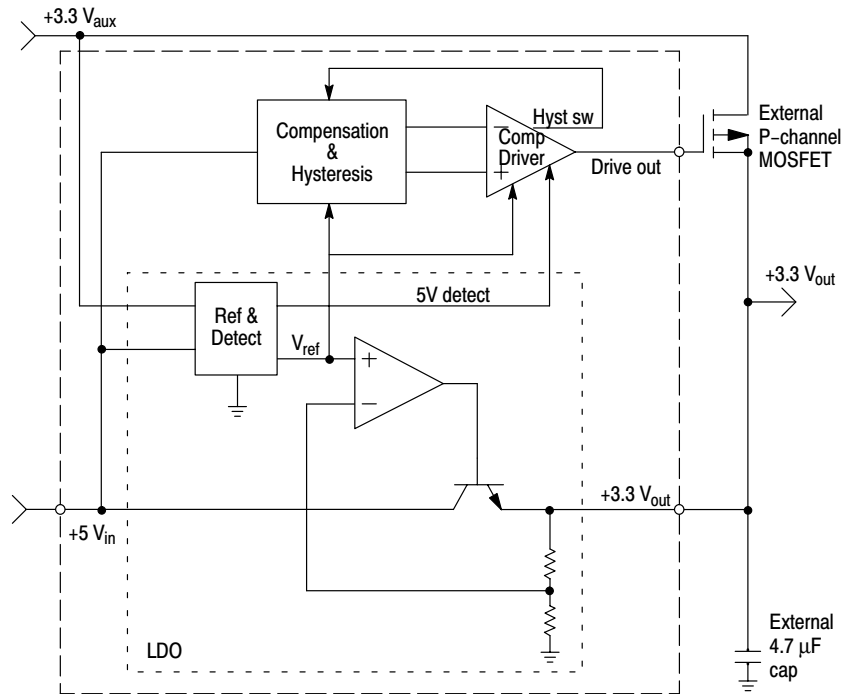 +3.3 Vaux
Compensation
&
Hysteresis
Hyst sw
−
Comp
Driver
+
Drive out
External
P−channel
MOSFET
+3.3 Vout
5V detect
Ref &
Detect
Vref
+
−
+3.3 Vout
+5 Vin
LDO
External
4.7 μF
cap